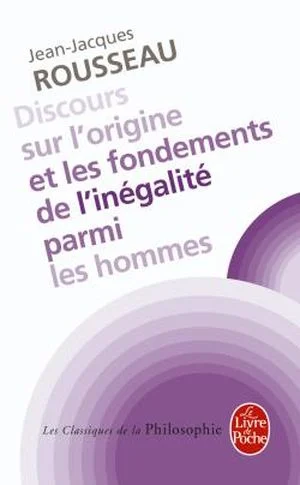 Jean-Jacques
ROUSSEAU
Discours
sur l'origine
et les fondements
de l'inégalité
parmi
les hommes
Les Classiques de la Philosophie
Le
Livre
de
Poche